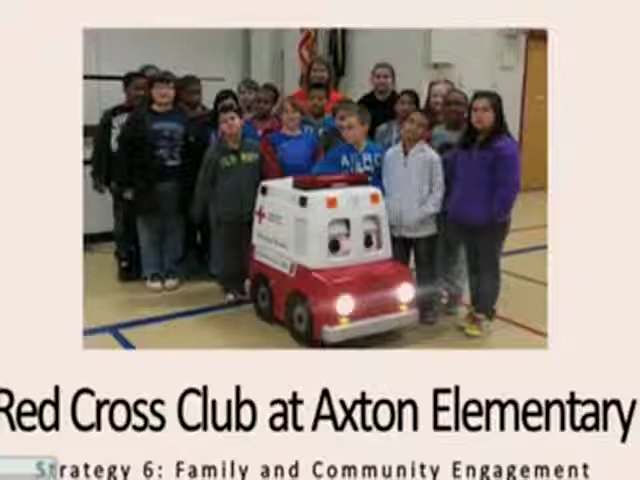 Red Cross Club at Axton Elementary
Strategy 6: Family and Community Engagement